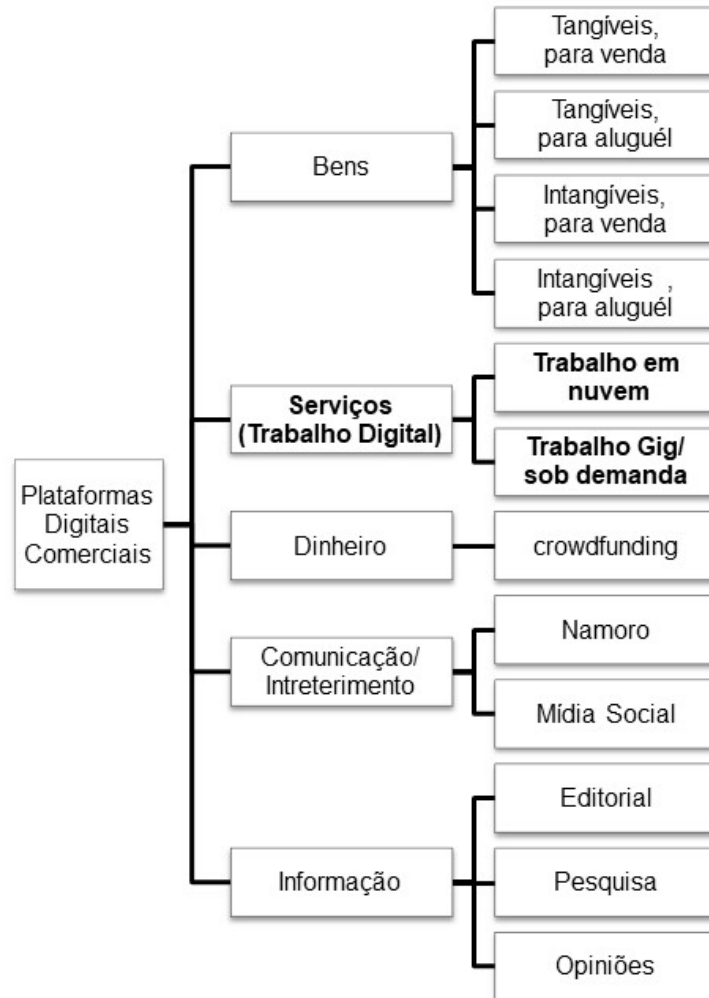 Plataformas
Digitais
Comerciais
Bens
Tangíveis,
para venda
Tangíveis,
para aluguél
Intangíveis,
para venda
Intangíveis ,
para aluguél
Serviços
(Trabalho Digital)
Trabalho em
nuvem
Trabalho Gig/
sob demanda
Dinheiro
crowdfunding
Comunicação/
Intreterimento
Namoro
Mídia Social
Informação
Editorial
Pesquisa
Opiniões